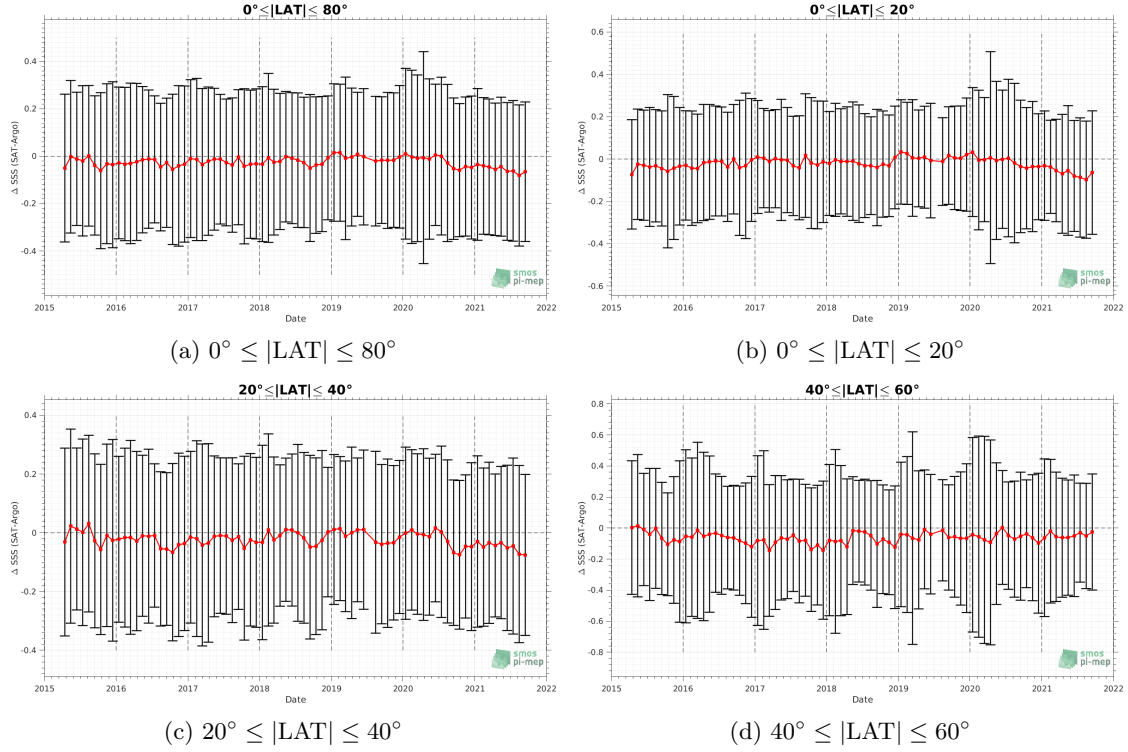 0°≤|LAT|≤ 80°
Δ SSS (SAT-Argo)
0.4
0.2
0
-0.2
-0.4
2015 2016 2017 2018 2019 2020 2021 2022
Date
smos
pi-mep
(a) 0° ≤ |LAT| ≤ 80°
0°≤|LAT|≤ 20°
Δ SSS (SAT-Argo)
0.6
0.4
0.2
0
-0.2
-0.4
-0.6
2015 2016 2017 2018 2019 2020 2021 2022
Date
smos
pi-mep
(b) 0° ≤ |LAT| ≤ 20°
20°≤|LAT|≤ 40°
Δ SSS (SAT-Argo)
0.4
0.2
0
-0.2
-0.4
2015 2016 2017 2018 2019 2020 2021 2022
Date
smos
pi-mep
(c) 20° ≤ |LAT| ≤ 40°
40°≤|LAT|≤ 60°
Δ SSS (SAT-Argo)
0.8
0.6
0.4
0.2
0
-0.2
-0.4
-0.6
-0.8
2015 2016 2017 2018 2019 2020 2021 2022
Date
smos
pi-mep
(d) 40° ≤ |LAT| ≤ 60°